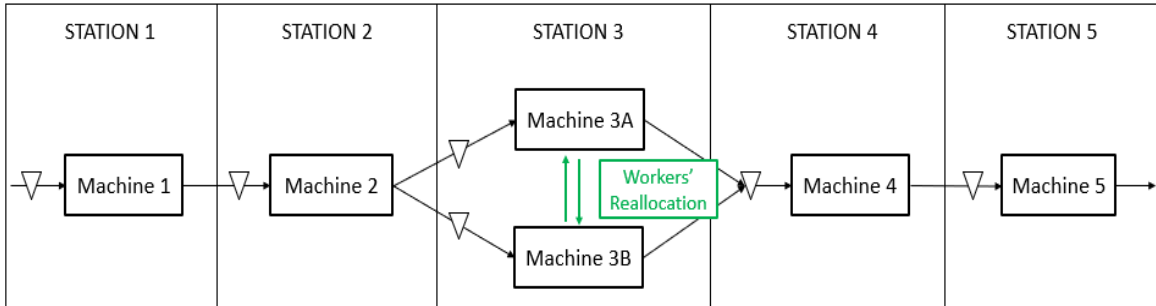 STATION 1
STATION 2
STATION 3
STATION 4
STATION 5
Machine 1
Machine 2
Machine 3A
Workers’
Reallocation
Machine 3B
Machine 4
Machine 5